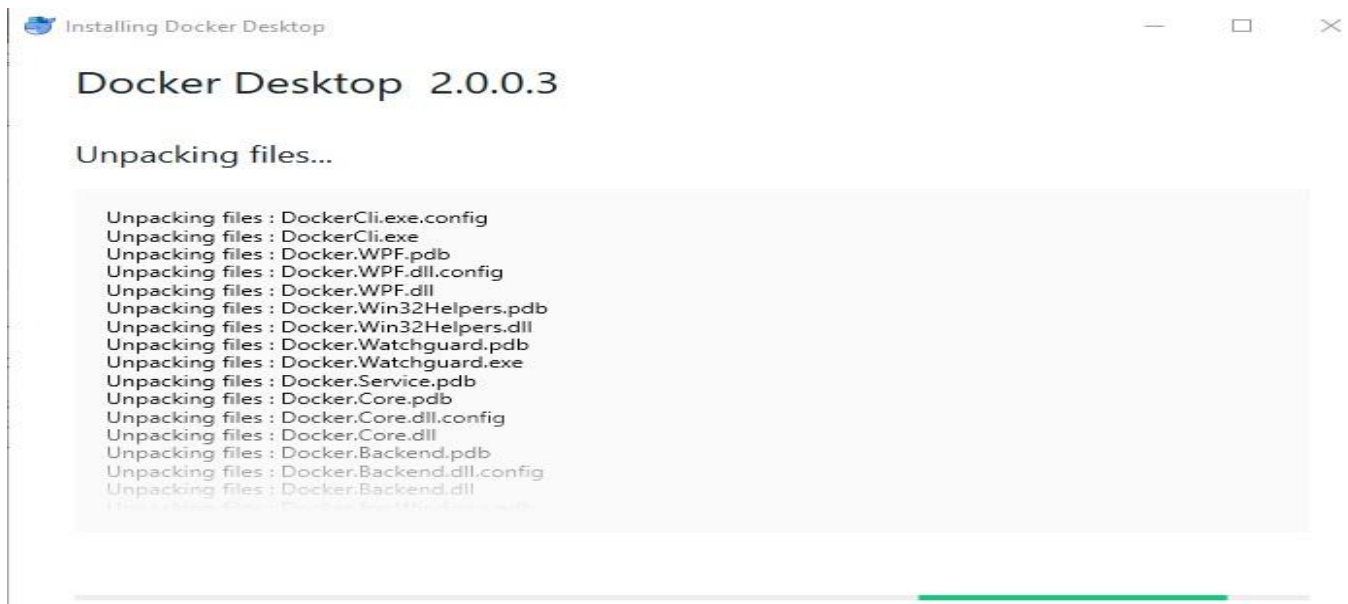 Installing Docker Desktop
Docker Desktop 2.0.0.3
Unpacking files...
Unpacking files : DockerCli.exe.config
Unpacking files : DockerCli.exe
Unpacking files : Docker.WPF.pdb
Unpacking files : Docker.WPF.dll.config
Unpacking files : Docker.WPF.dll
Unpacking files : Docker.Win32Helpers.pdb
Unpacking files : Docker.Win32Helpers.dll
Unpacking files : Docker.Watchguard.pdb
Unpacking files : Docker.Watchguard.exe
Unpacking files : Docker.Service.pdb
Unpacking files : Docker.Core.pdb
Unpacking files : Docker.Core.dll.config
Unpacking files : Docker.Core.dll
Unpacking files : Docker.Backend.pdb
Unpacking files : Docker.Backend.dll.config
Unpacking files : Docker.Backend.dll